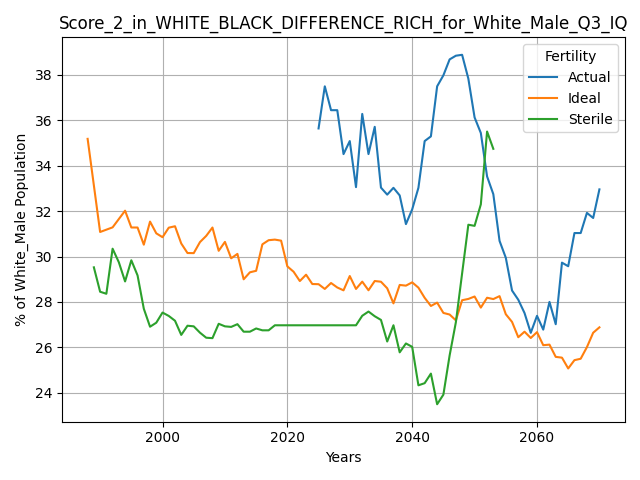 Score_2_in_WHITE_BLACK_DIFFERENCE_RICH_for_White_Male_Q3_IQ
% of White_Male Population
38
36
34
32
30
28
26
24
Fertility
Actual
Ideal
Sterile
2000
2020
2040
2060
Years